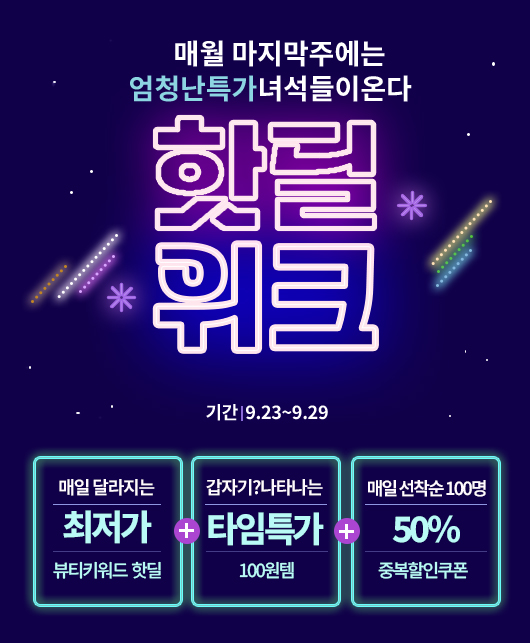 매월 마지막주에는
엄청난특가녀석들이온다
핫딜
위크
기간|9.23~9.29
매일 달라지는
최저가
뷰티키워드 핫딜
+
갑자기?나타나는
타임특가
100원템
+
매일 선착순 100명
50%
중복할인쿠폰